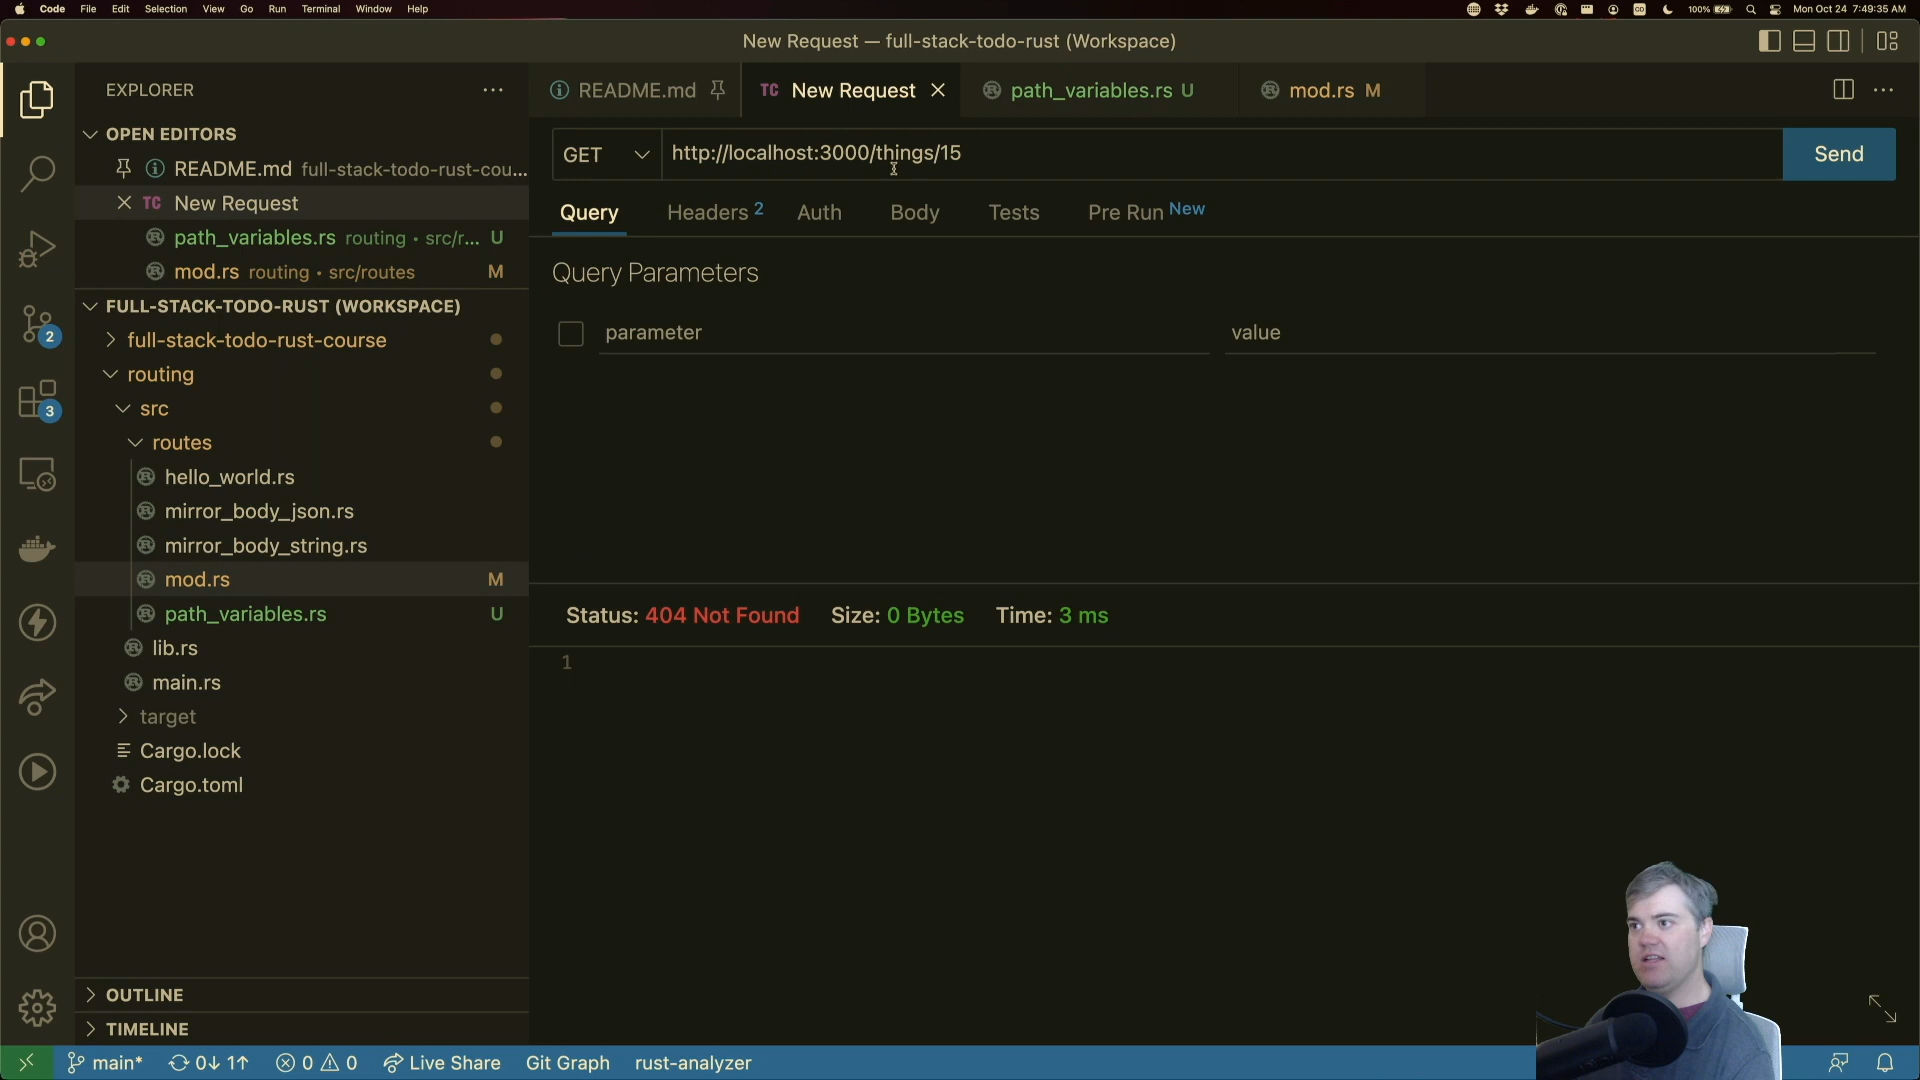 Code File Edit Selection View Go Run Terminal Window Help
100% Mon Oct 24 7:49:35 AM
New Request — full-stack-todo-rust (Workspace)
EXPLORER
README.md
TC New Request
path_variables.rs U
mod.rs M
OPEN EDITORS
README.md full-stack-todo-rust-cou...
TC New Request
path_variables.rs routing • src/r... U
mod.rs routing • src/routes M
FULL-STACK-TODO-RUST (WORKSPACE)
full-stack-todo-rust-course
routing
src
routes
hello_world.rs
mirror_body_json.rs
mirror_body_string.rs
mod.rs M
path_variables.rs U
lib.rs
main.rs
target
Cargo.lock
Cargo.toml
OUTLINE
TIMELINE
2
3
GET http://localhost:3000/things/15 Send
Query Headers 2 Auth Body Tests Pre Run New
Query Parameters
parameter value
Status: 404 Not Found Size: 0 Bytes Time: 3 ms
1
main* 0↓ 1↑ 0 0 Live Share Git Graph rust-analyzer